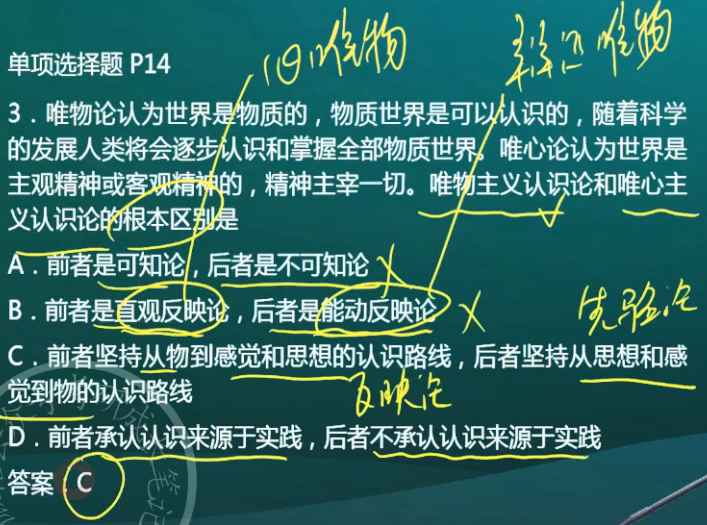 单项选择题 P14
旧唯物
辩证唯物
3．唯物论认为世界是物质的，物质世界是可以认识的，随着科学
的发展人类将会逐步认识和掌握全部物质世界。唯心论认为世界是
主观精神或客观精神的，精神主宰一切。唯物主义认识论和唯心主
义认识论的根本区别是
A．前者是可知论，后者是不可知论
B．前者是直观反映论，后者是能动反映论
先验论
C．前者坚持从物到感觉和思想的认识路线，后者坚持从思想和感
觉到物的认识路线
反映论
D．前者承认认识来源于实践，后者不承认认识来源于实践
答案：C